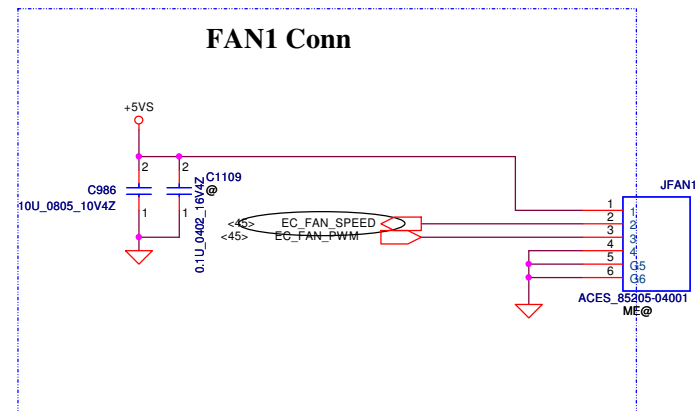 FAN1 Conn
+5VS
2
2
C1109
@
C986
10U_0805_10V4Z
1
1
0.1U_0402_16V4Z
<45>
EC_FAN_SPEED
<45>
EC_FAN_PWM
JFAN1
1
1
2
2
3
3
4
4
5
G5
6
G6
ACES_85205-04001
ME@